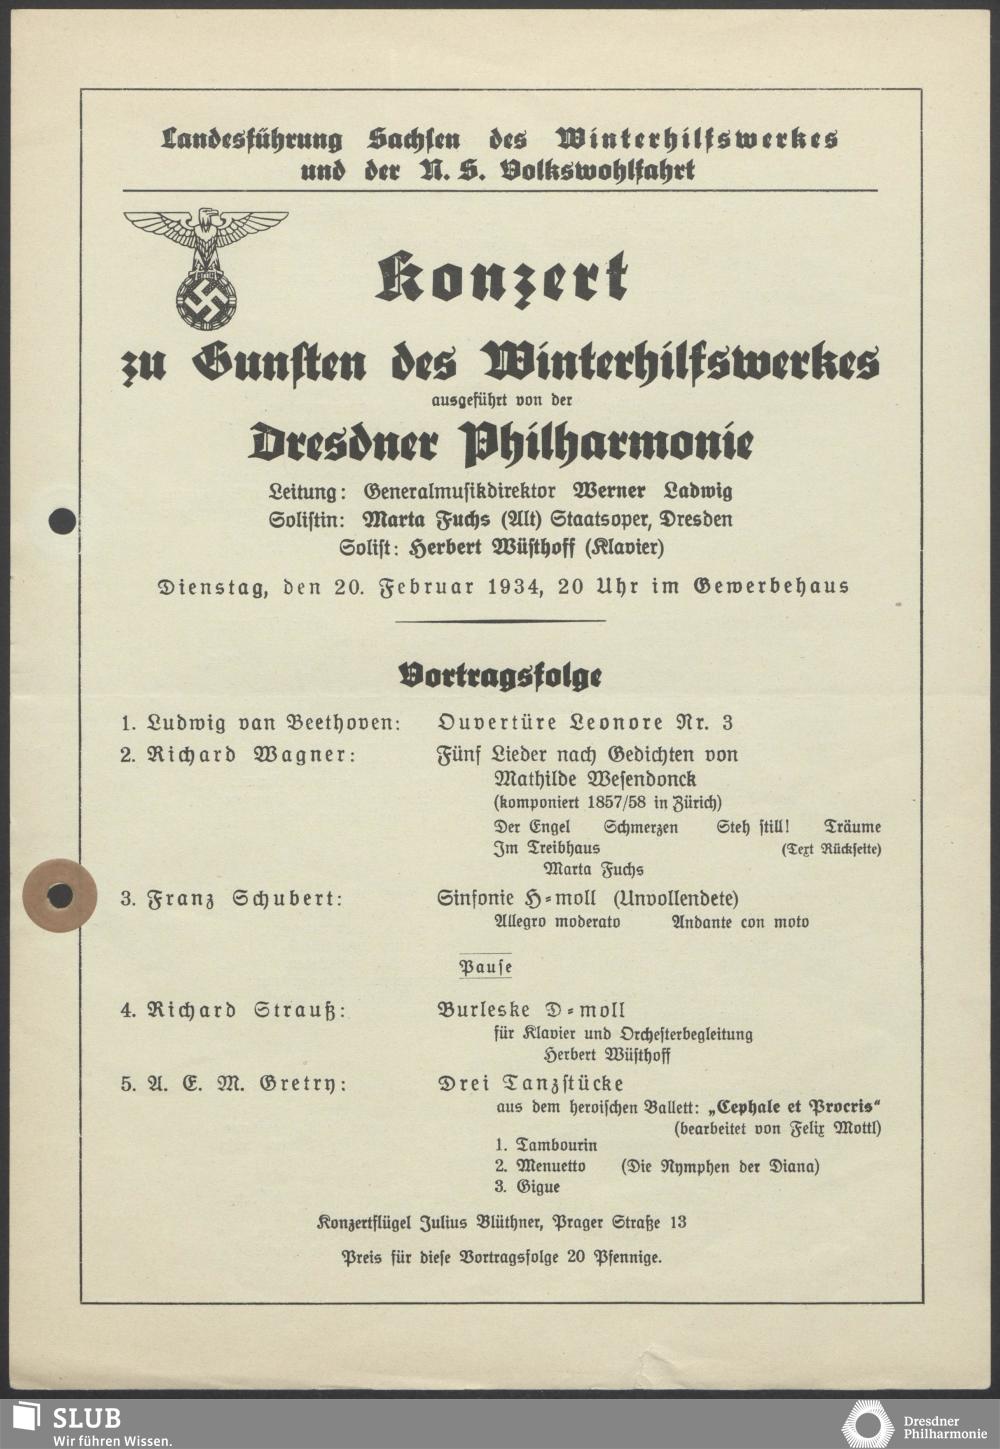 Landesführung Sachsen des Winterhilfswerkes
und der N. S. Volkswohlfahrt
Konzert
zu Gunsten des Winterhilfswerkes
ausgeführt von der
Dresdner Philharmonie
Leitung: Generalmusikdirektor Werner Ladwig
Solistin: Marta Fuchs (Alt) Staatsoper, Dresden
Solist: Herbert Wüsthoff (Klavier)
Dienstag, den 20. Februar 1934, 20 Uhr im Gewerbehaus
Vortragsfolge
1. Ludwig van Beethoven: Ouvertüre Leonore Nr. 3
2. Richard Wagner: Fünf Lieder nach Gedichten von
Mathilde Wesendonck
(komponiert 1857/58 in Zürich)
Der Engel Schmerzen Steh still! Träume
Im Treibhaus (Text Rückseite)
Marta Fuchs
3. Franz Schubert: Sinfonie H-moll (Unvollendete)
Allegro moderato Andante con moto
Pause
4. Richard Strauß: Burleske D-moll
für Klavier und Orchesterbegleitung
Herbert Wüsthoff
5. A. E. M. Gretry: Drei Tanzstücke
aus dem heroischen Ballett: „Cephale et Procris“
(bearbeitet von Felix Mottl)
1. Tambourin
2. Menuetto (Die Nymphen der Diana)
3. Gigue
Konzertflügel Julius Blüthner, Prager Straße 13
Preis für diese Vortragsfolge 20 Pfennige.
SLUB
Wir führen Wissen.
Dresdner
Philharmonie